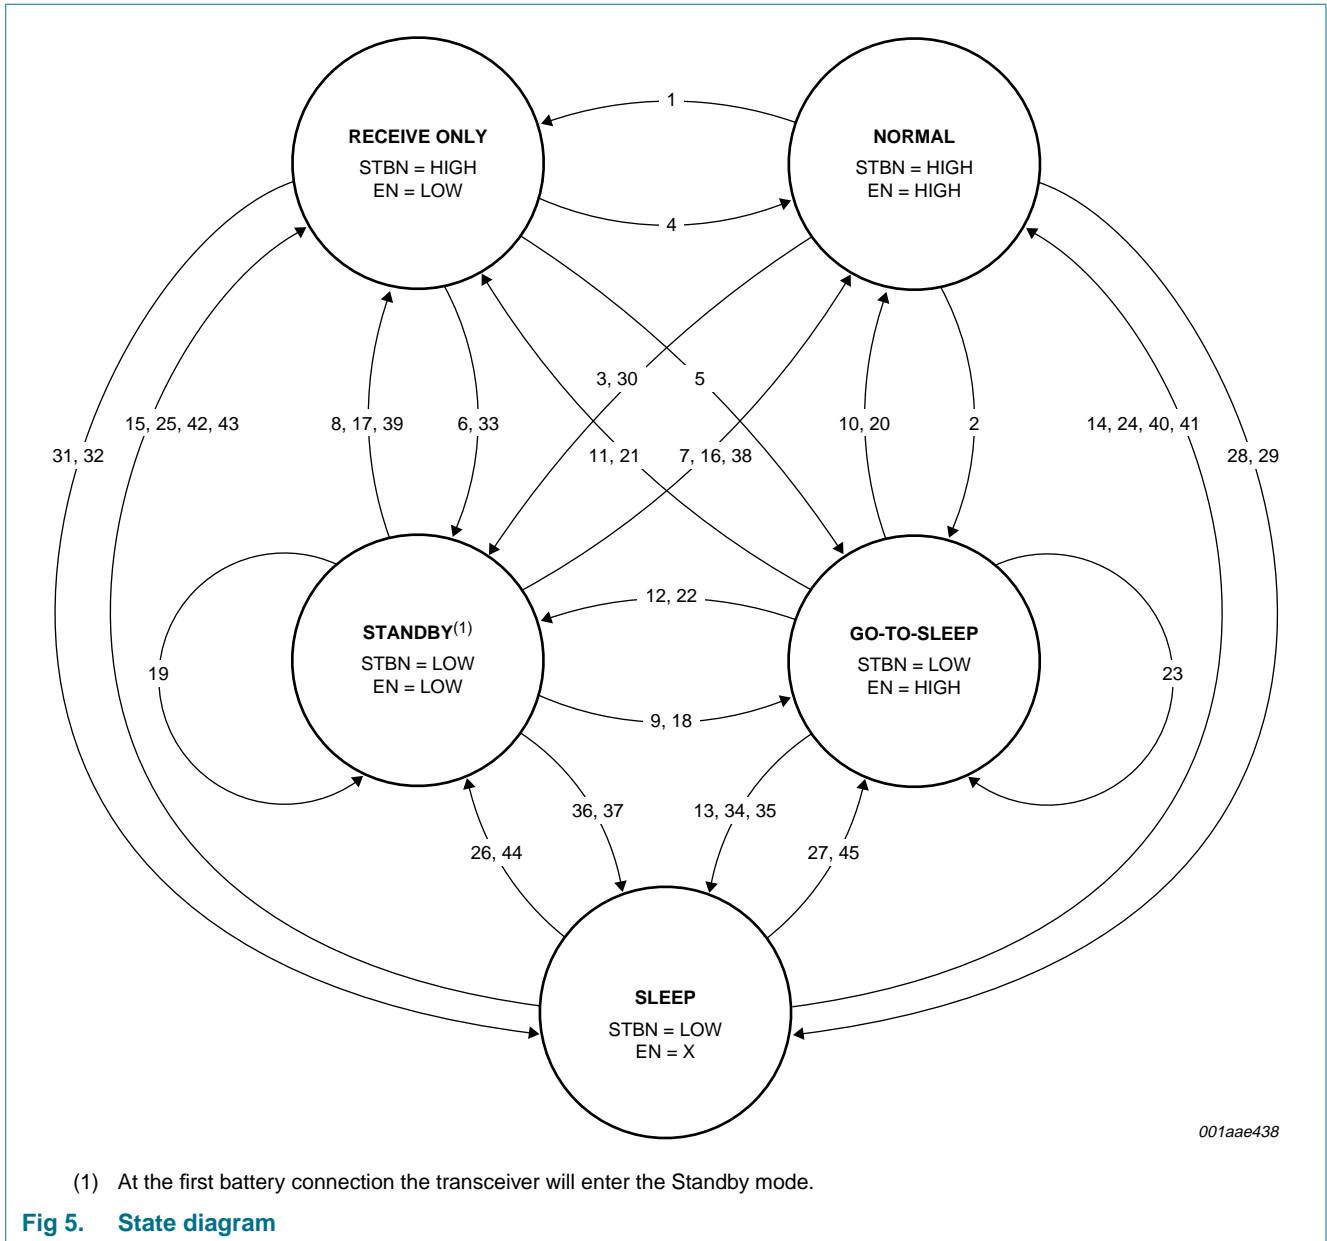 1
RECEIVE ONLY
STBN = HIGH
EN = LOW
NORMAL
STBN = HIGH
EN = HIGH
4
3, 30
5
15, 25, 42, 43
8, 17, 39
6, 33
10, 20
2
14, 24, 40, 41
31, 32
11, 21
7, 16, 38
28, 29
12, 22
STANDBY(1)
STBN = LOW
EN = LOW
GO-TO-SLEEP
STBN = LOW
EN = HIGH
19
23
9, 18
36, 37
13, 34, 35
26, 44
27, 45
SLEEP
STBN = LOW
EN = X
001aae438
(1) At the first battery connection the transceiver will enter the Standby mode.
Fig 5. State diagram